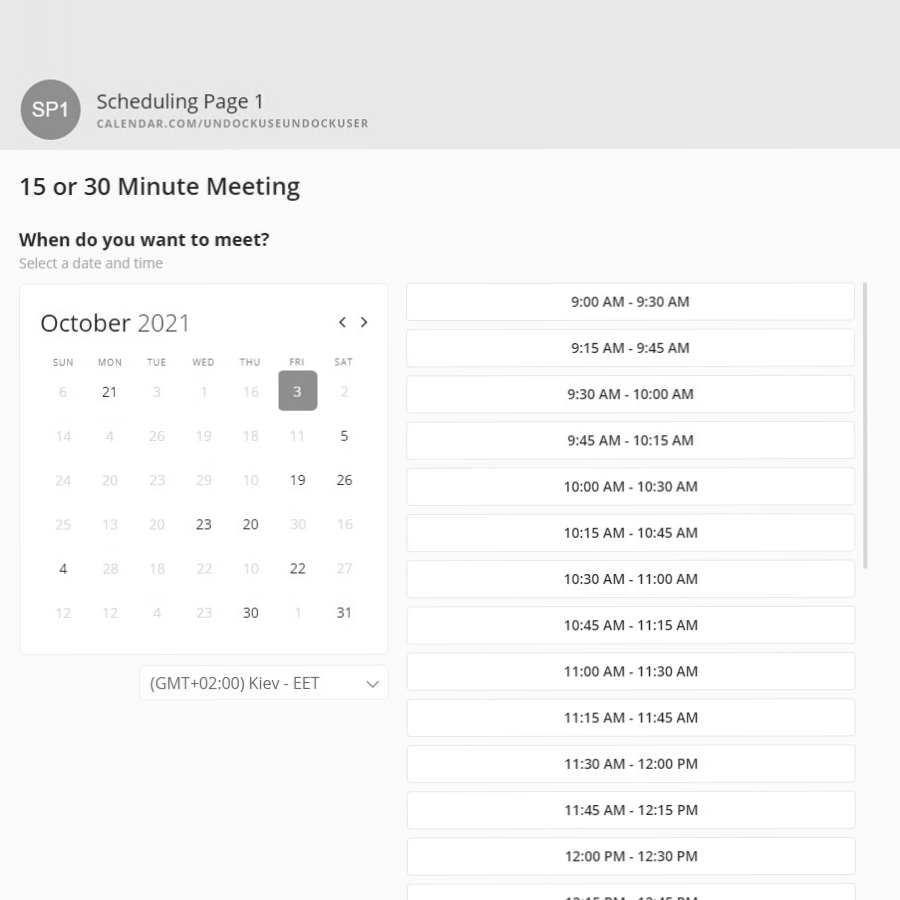 SP1
Scheduling Page 1
CALENDAR.COM/UNDOCKUSEUNDOCKUSER
15 or 30 Minute Meeting
When do you want to meet?
Select a date and time
October 2021
SUN MON TUE WED THU FRI SAT
6 21 3 1 16 3 2
14 4 26 19 18 11 5
24 20 23 29 10 19 26
25 13 20 23 20 30 16
4 28 18 22 10 22 27
12 12 4 23 30 1 31
(GMT+02:00) Kiev - EET
9:00 AM - 9:30 AM
9:15 AM - 9:45 AM
9:30 AM - 10:00 AM
9:45 AM - 10:15 AM
10:00 AM - 10:30 AM
10:15 AM - 10:45 AM
10:30 AM - 11:00 AM
10:45 AM - 11:15 AM
11:00 AM - 11:30 AM
11:15 AM - 11:45 AM
11:30 AM - 12:00 PM
11:45 AM - 12:15 PM
12:00 PM - 12:30 PM